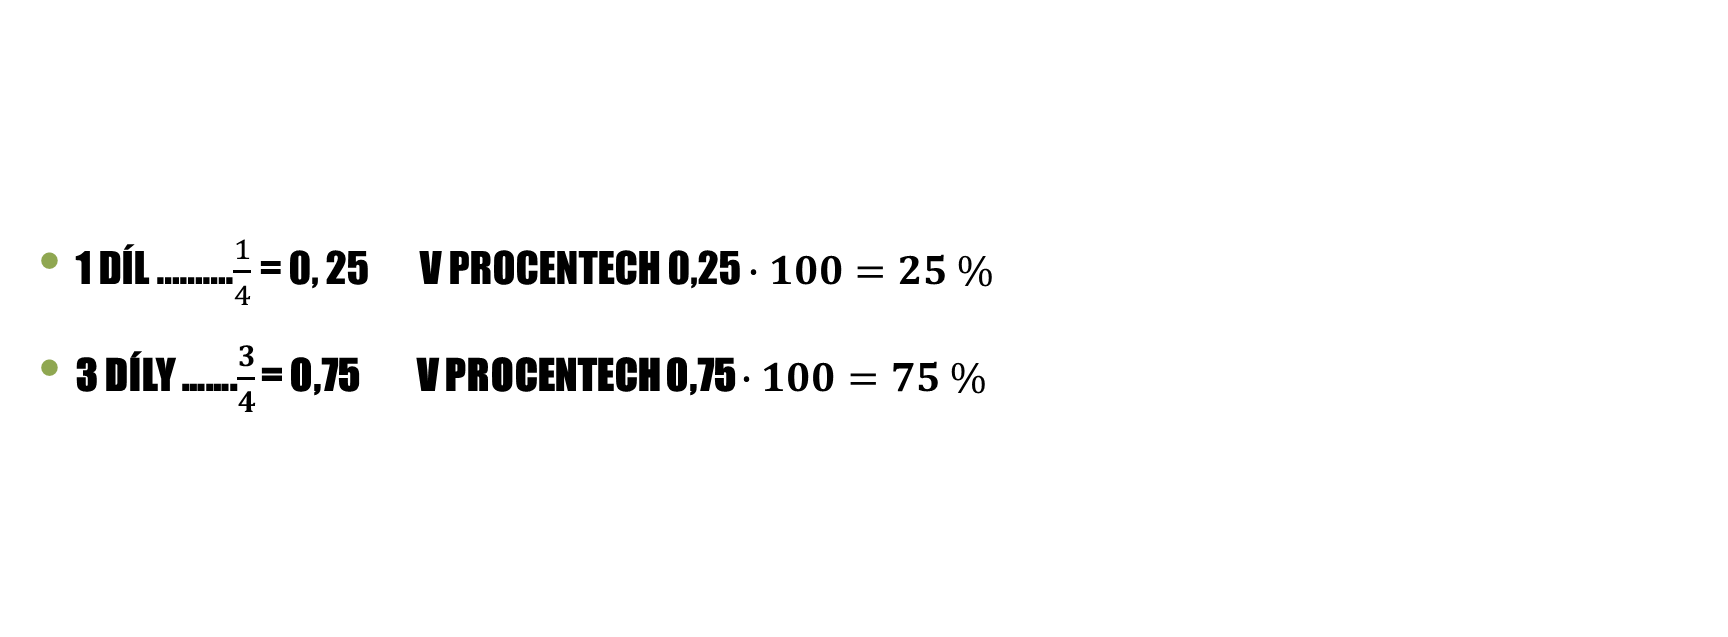 • 1 DÍL ..........1/4 = 0, 25 V PROCENTECH 0,25 · 100 = 25 %
• 3 DÍLY .......3/4 = 0,75 V PROCENTECH 0,75 · 100 = 75 %